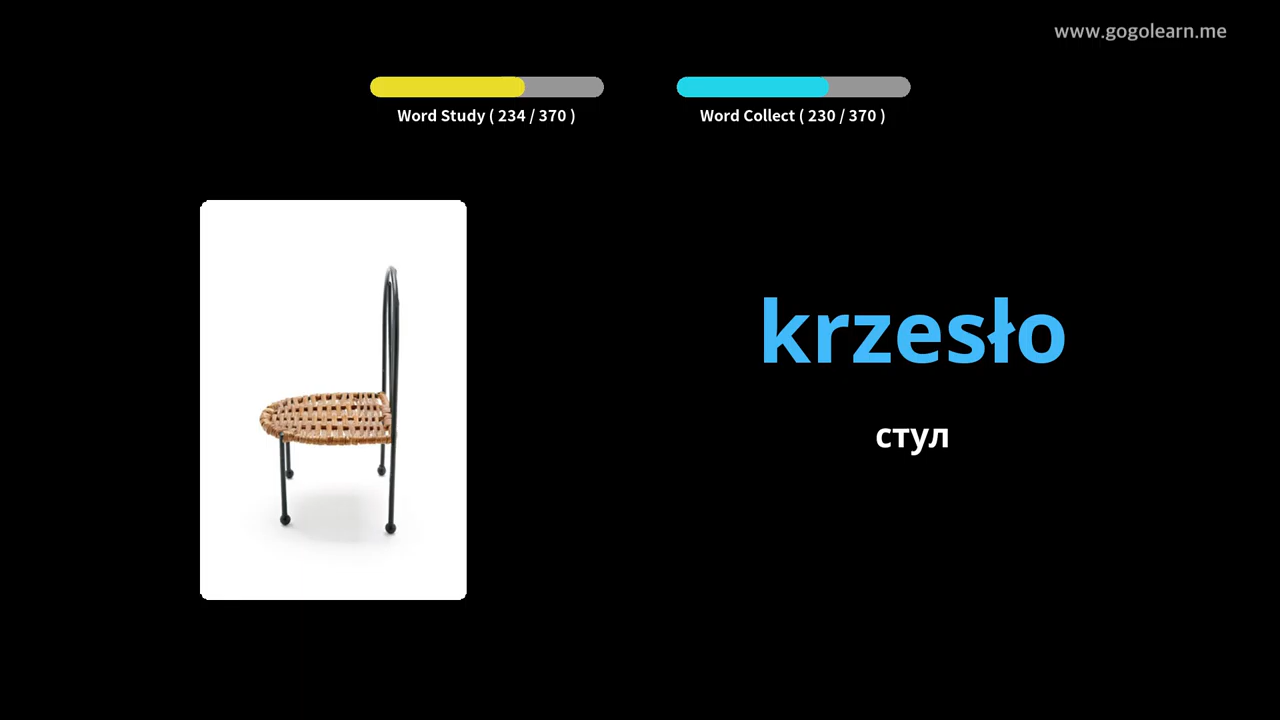 www.gogolearn.me
Word Study ( 234 / 370 )
Word Collect ( 230 / 370 )
krzesło
стул